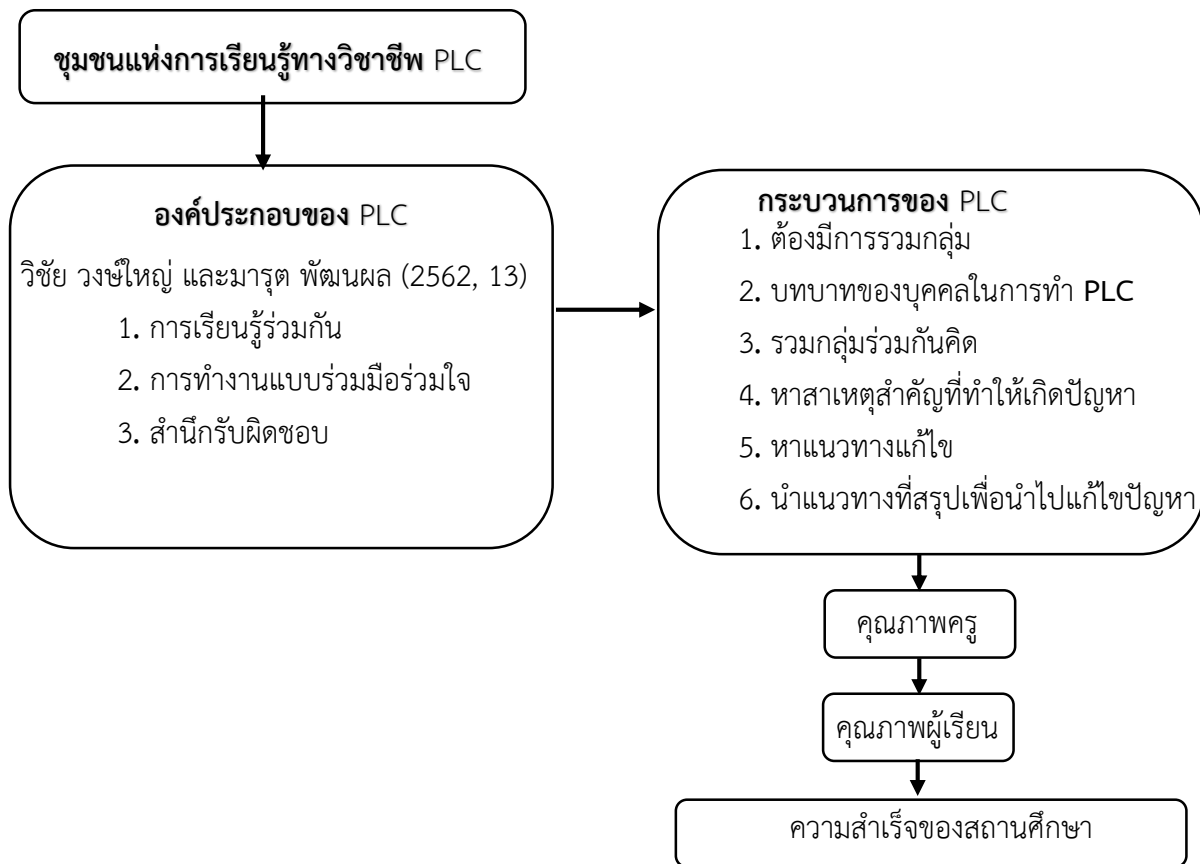 ชุมชนแห่งการเรียนรู้ทางวิชาชีพ PLC
องค์ประกอบของ PLC
วิชัย วงษ์ใหญ่ และมารุต พัฒนผล (2562, 13)
1. การเรียนรู้ร่วมกัน
2. การทำงานแบบร่วมมือร่วมใจ
3. สำนึกรับผิดชอบ
กระบวนการของ PLC
1. ต้องมีการรวมกลุ่ม
2. บทบาทของบุคคลในการทำ PLC
3. รวมกลุ่มร่วมกันคิด
4. หาสาเหตุสำคัญที่ทำให้เกิดปัญหา
5. หาแนวทางแก้ไข
6. นำแนวทางที่สรุปเพื่อนำไปแก้ไขปัญหา
คุณภาพครู
คุณภาพผู้เรียน
ความสำเร็จของสถานศึกษา